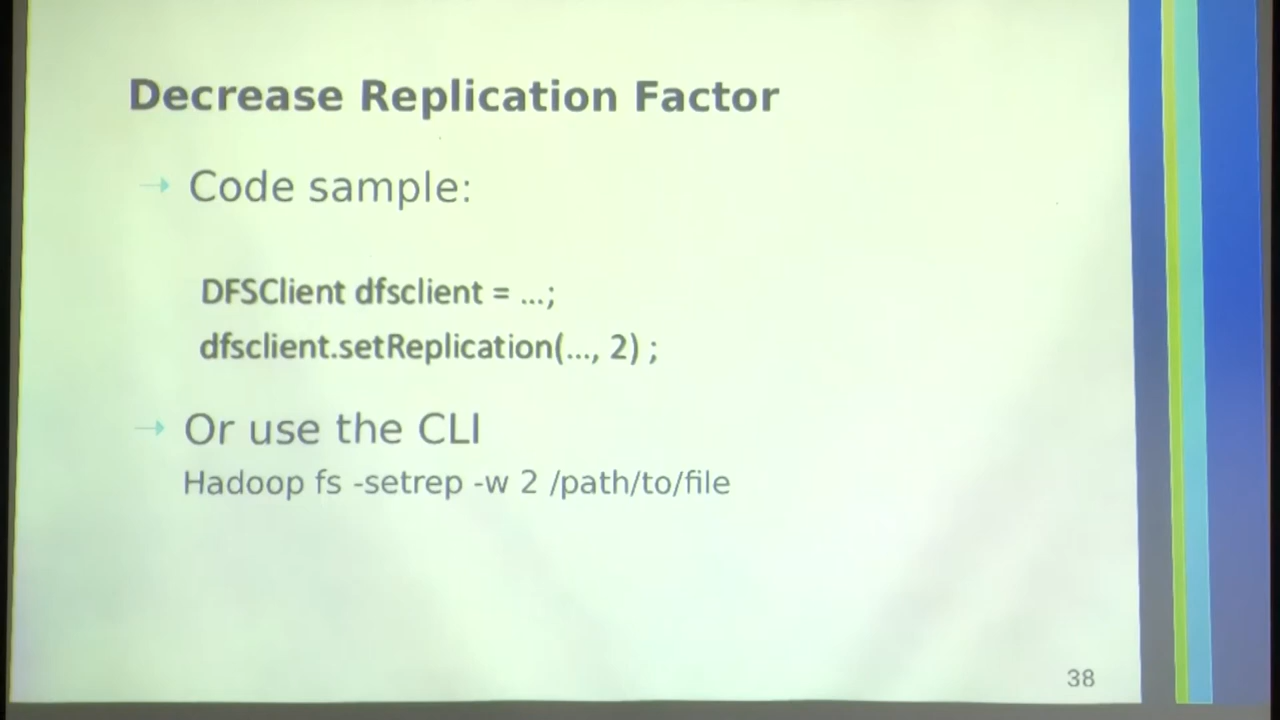 Decrease Replication Factor
→ Code sample:
DFSClient dfsclient = ...;
dfsclient.setReplication(..., 2) ;
→ Or use the CLI
Hadoop fs -setrep -w 2 /path/to/file
38